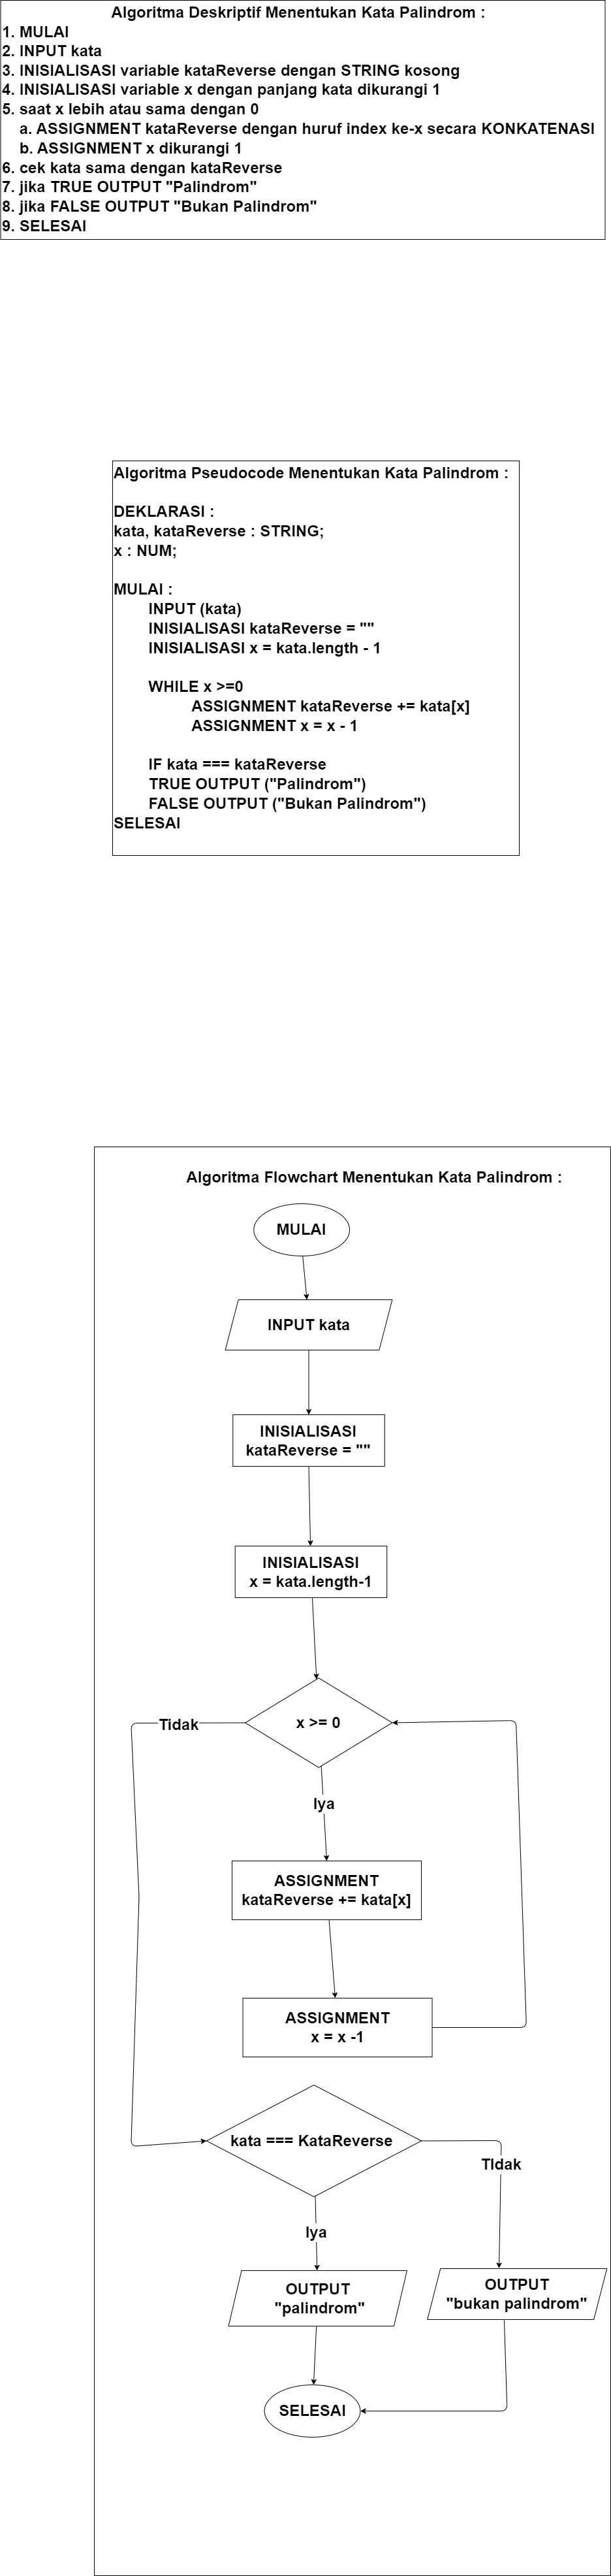 Algoritma Deskriptif Menentukan Kata Palindrom :
1. MULAI
2. INPUT kata
3. INISIALISASI variable kataReverse dengan STRING kosong
4. INISIALISASI variable x dengan panjang kata dikurangi 1
5. saat x lebih atau sama dengan 0
a. ASSIGNMENT kataReverse dengan huruf index ke-x secara KONKATENASI
b. ASSIGNMENT x dikurangi 1
6. cek kata sama dengan kataReverse
7. jika TRUE OUTPUT "Palindrom"
8. jika FALSE OUTPUT "Bukan Palindrom"
9. SELESAI
Algoritma Pseudocode Menentukan Kata Palindrom :
DEKLARASI :
kata, kataReverse : STRING;
x : NUM;
MULAI :
INPUT (kata)
INISIALISASI kataReverse = ""
INISIALISASI x = kata.length - 1
WHILE x >=0
ASSIGNMENT kataReverse += kata[x]
ASSIGNMENT x = x - 1
IF kata === kataReverse
TRUE OUTPUT ("Palindrom")
FALSE OUTPUT ("Bukan Palindrom")
SELESAI
Algoritma Flowchart Menentukan Kata Palindrom :
MULAI
INPUT kata
INISIALISASI
kataReverse = ""
INISIALISASI
x = kata.length-1
x >= 0
Tidak
Iya
ASSIGNMENT
kataReverse += kata[x]
ASSIGNMENT
x = x -1
kata === KataReverse
TIdak
Iya
OUTPUT
"palindrom"
OUTPUT
"bukan palindrom"
SELESAI